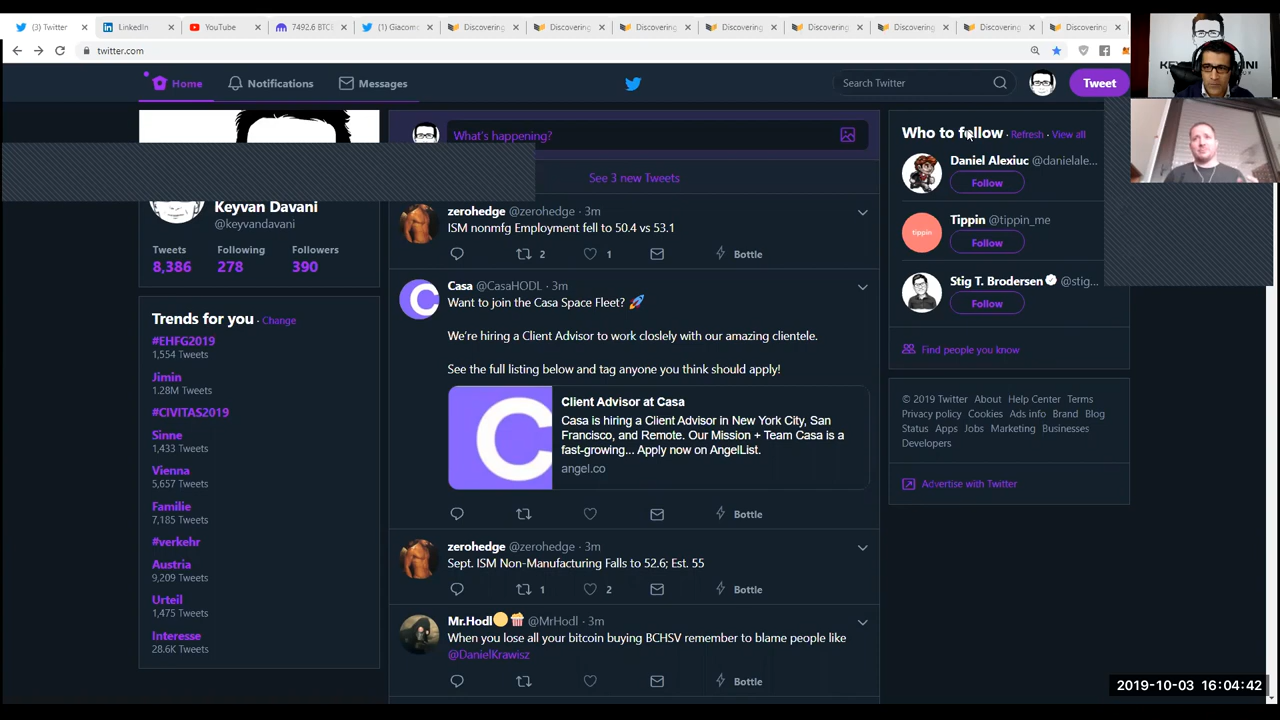 (3) Twitter
LinkedIn
YouTube
7492.6 BTC
(1) Giacom
Discovering
Discovering
Discovering
Discovering
Discovering
Discovering
Discovering
Discovering
twitter.com
Home
Notifications
Messages
Search Twitter
Tweet
What's happening?
See 3 new Tweets
Keyvan Davani
@keyvandavani
Tweets Following Followers
8,386 278 390
Trends for you · Change
#EHFG2019
1,554 Tweets
Jimin
1.28M Tweets
#CIVITAS2019
Sinne
1,433 Tweets
Vienna
5,657 Tweets
Familie
7,185 Tweets
#verkehr
Austria
9,209 Tweets
Urteil
1,475 Tweets
Interesse
28.6K Tweets
zerohedge @zerohedge · 3m
ISM nonmfg Employment fell to 50.4 vs 53.1
2 1 Bottle
Casa @CasaHODL · 3m
Want to join the Casa Space Fleet? 🚀
We're hiring a Client Advisor to work closlely with our amazing clientele.
See the full listing below and tag anyone you think should apply!
Client Advisor at Casa
Casa is hiring a Client Advisor in New York City, San
Francisco, and Remote. Our Mission + Team Casa is a
fast-growing... Apply now on AngelList.
angel.co
Bottle
zerohedge @zerohedge · 3m
Sept. ISM Non-Manufacturing Falls to 52.6; Est. 55
1 2 Bottle
Mr.Hodl🟡🍿 @MrHodl · 3m
When you lose all your bitcoin buying BCHSV remember to blame people like
@DanielKrawisz
Bottle
Who to follow · Refresh · View all
Daniel Alexiuc @danielale...
Follow
tippin
Tippin @tippin_me
Follow
Stig T. Brodersen @stig...
Follow
Find people you know
© 2019 Twitter About Help Center Terms
Privacy policy Cookies Ads info Brand Blog
Status Apps Jobs Marketing Businesses
Developers
Advertise with Twitter
2019-10-03 16:04:42